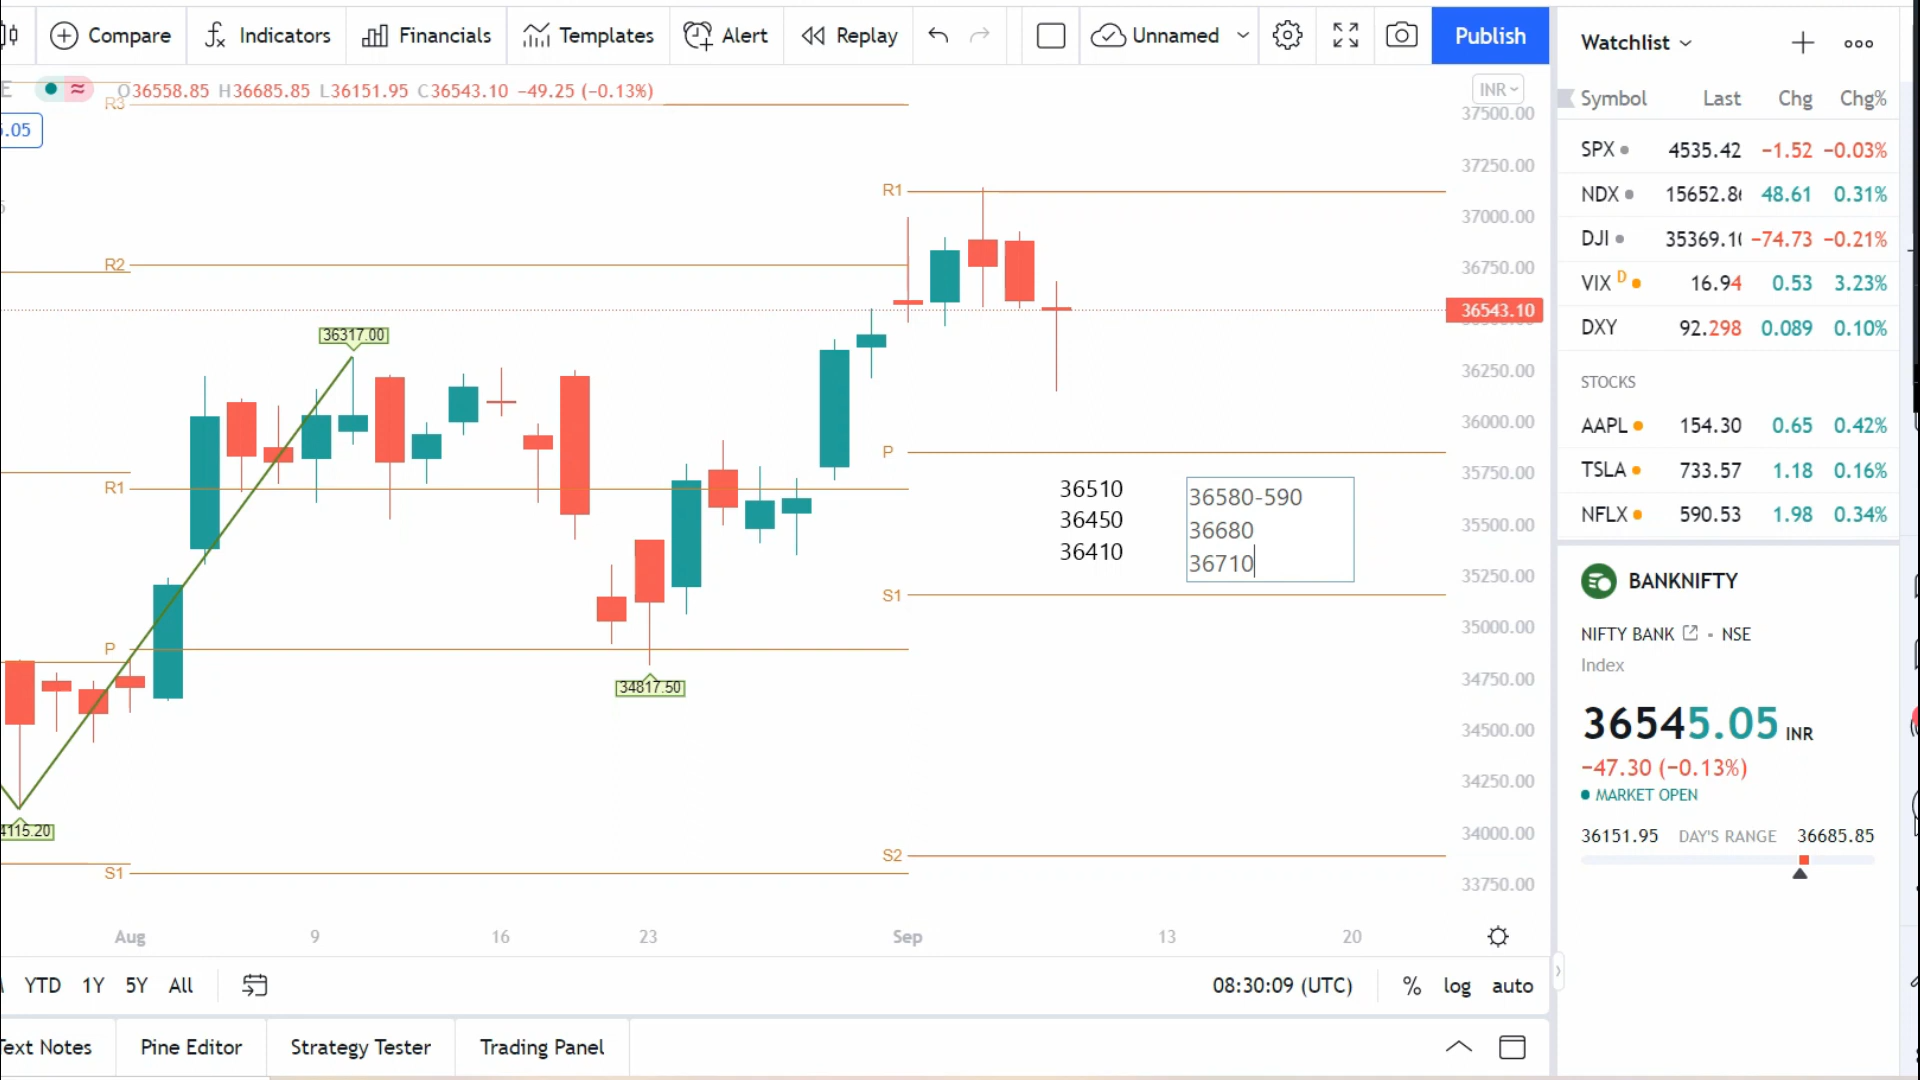 Compare Indicators Financials Templates Alert Replay Unnamed Publish
E O36558.85 H36685.85 L36151.95 C36543.10 −49.25 (−0.13%)
INR
R3
37500.00
.05
37250.00
R1
37000.00
R2
36750.00
36543.10
36317.00
36250.00
36000.00
P
35750.00
R1
36510
36450
36410
36580-590
36680
36710
35500.00
35250.00
S1
35000.00
P
34817.50
34750.00
34500.00
34250.00
4115.20
34000.00
S2
S1
33750.00
Aug 9 16 23 Sep 13 20
YTD 1Y 5Y All
08:30:09 (UTC) % log auto
Text Notes Pine Editor Strategy Tester Trading Panel
Watchlist
Symbol Last Chg Chg%
SPX 4535.42 −1.52 −0.03%
NDX 15652.86 48.61 0.31%
DJI 35369.1 −74.73 −0.21%
VIX D 16.94 0.53 3.23%
DXY 92.298 0.089 0.10%
STOCKS
AAPL 154.30 0.65 0.42%
TSLA 733.57 1.18 0.16%
NFLX 590.53 1.98 0.34%
BANKNIFTY
NIFTY BANK • NSE
Index
36545.05 INR
−47.30 (−0.13%)
MARKET OPEN
36151.95 DAY'S RANGE 36685.85